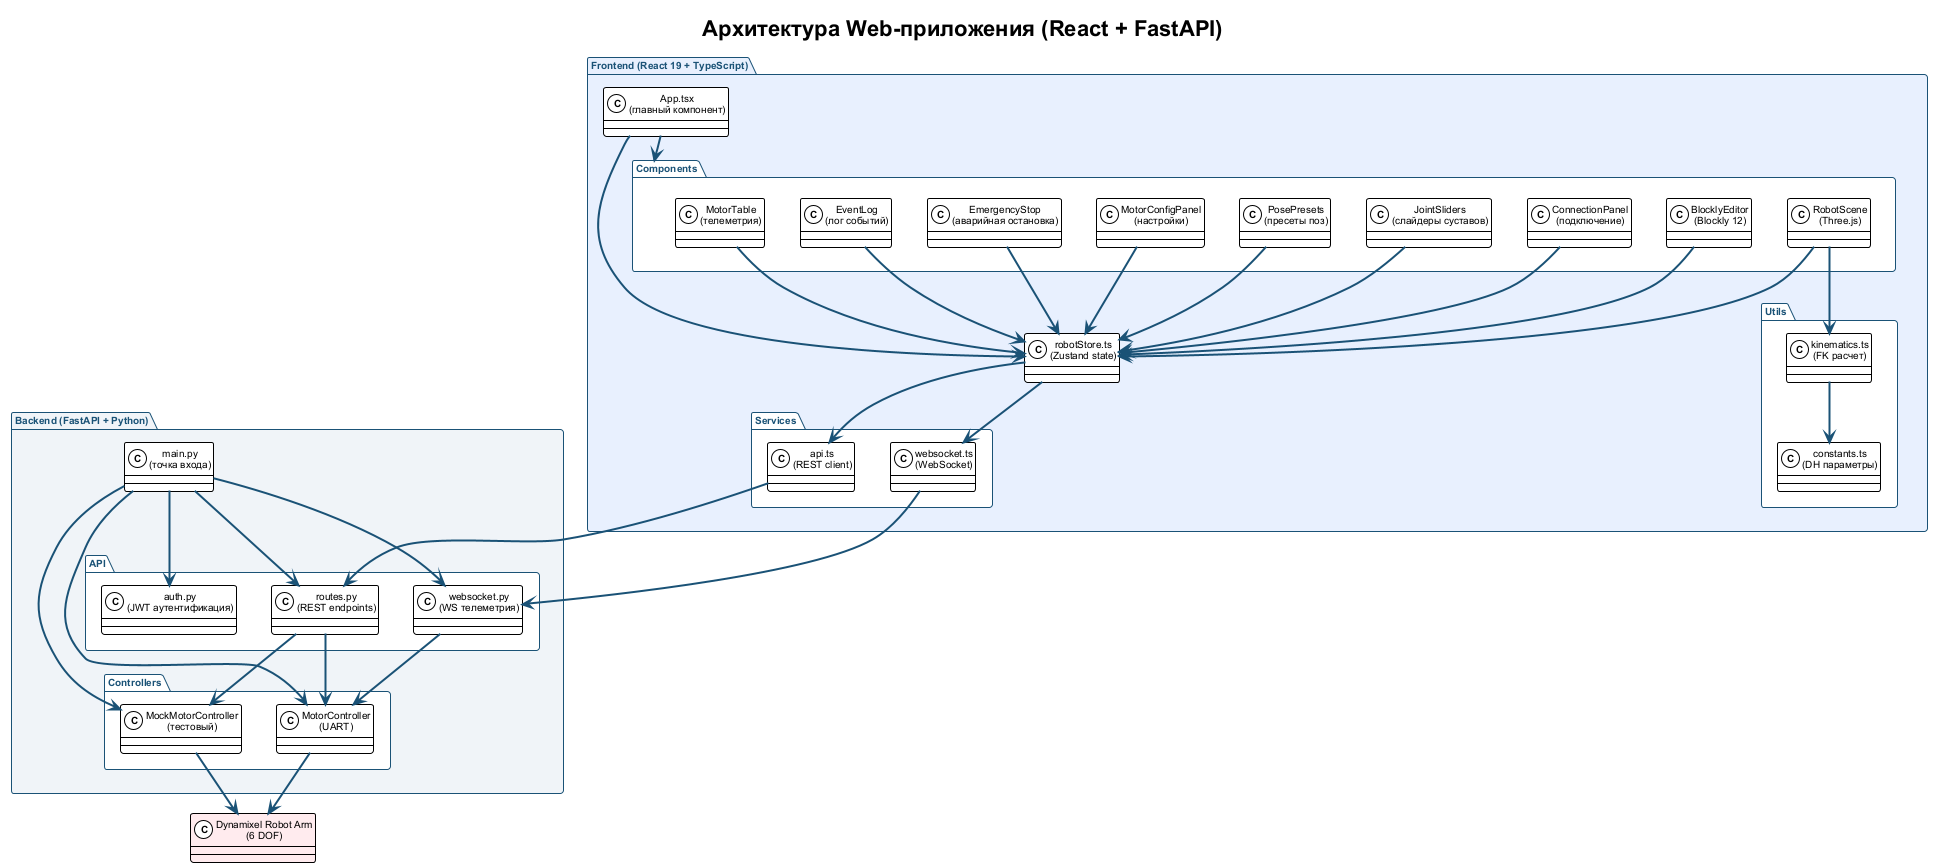 Архитектура Web-приложения (React + FastAPI)
Frontend (React 19 + TypeScript)
C
App.tsx
(главный компонент)
Components
C
MotorTable
(телеметрия)
C
EventLog
(лог событий)
C
EmergencyStop
(аварийная остановка)
C
MotorConfigPanel
(настройки)
C
PosePresets
(пресеты поз)
C
JointSliders
(слайдеры суставов)
C
ConnectionPanel
(подключение)
C
BlocklyEditor
(Blockly 12)
C
RobotScene
(Three.js)
C
robotStore.ts
(Zustand state)
Utils
C
kinematics.ts
(FK расчет)
C
constants.ts
(DH параметры)
Services
C
api.ts
(REST client)
C
websocket.ts
(WebSocket)
Backend (FastAPI + Python)
C
main.py
(точка входа)
API
C
auth.py
(JWT аутентификация)
C
routes.py
(REST endpoints)
C
websocket.py
(WS телеметрия)
Controllers
C
MockMotorController
(тестовый)
C
MotorController
(UART)
C
Dynamixel Robot Arm
(6 DOF)